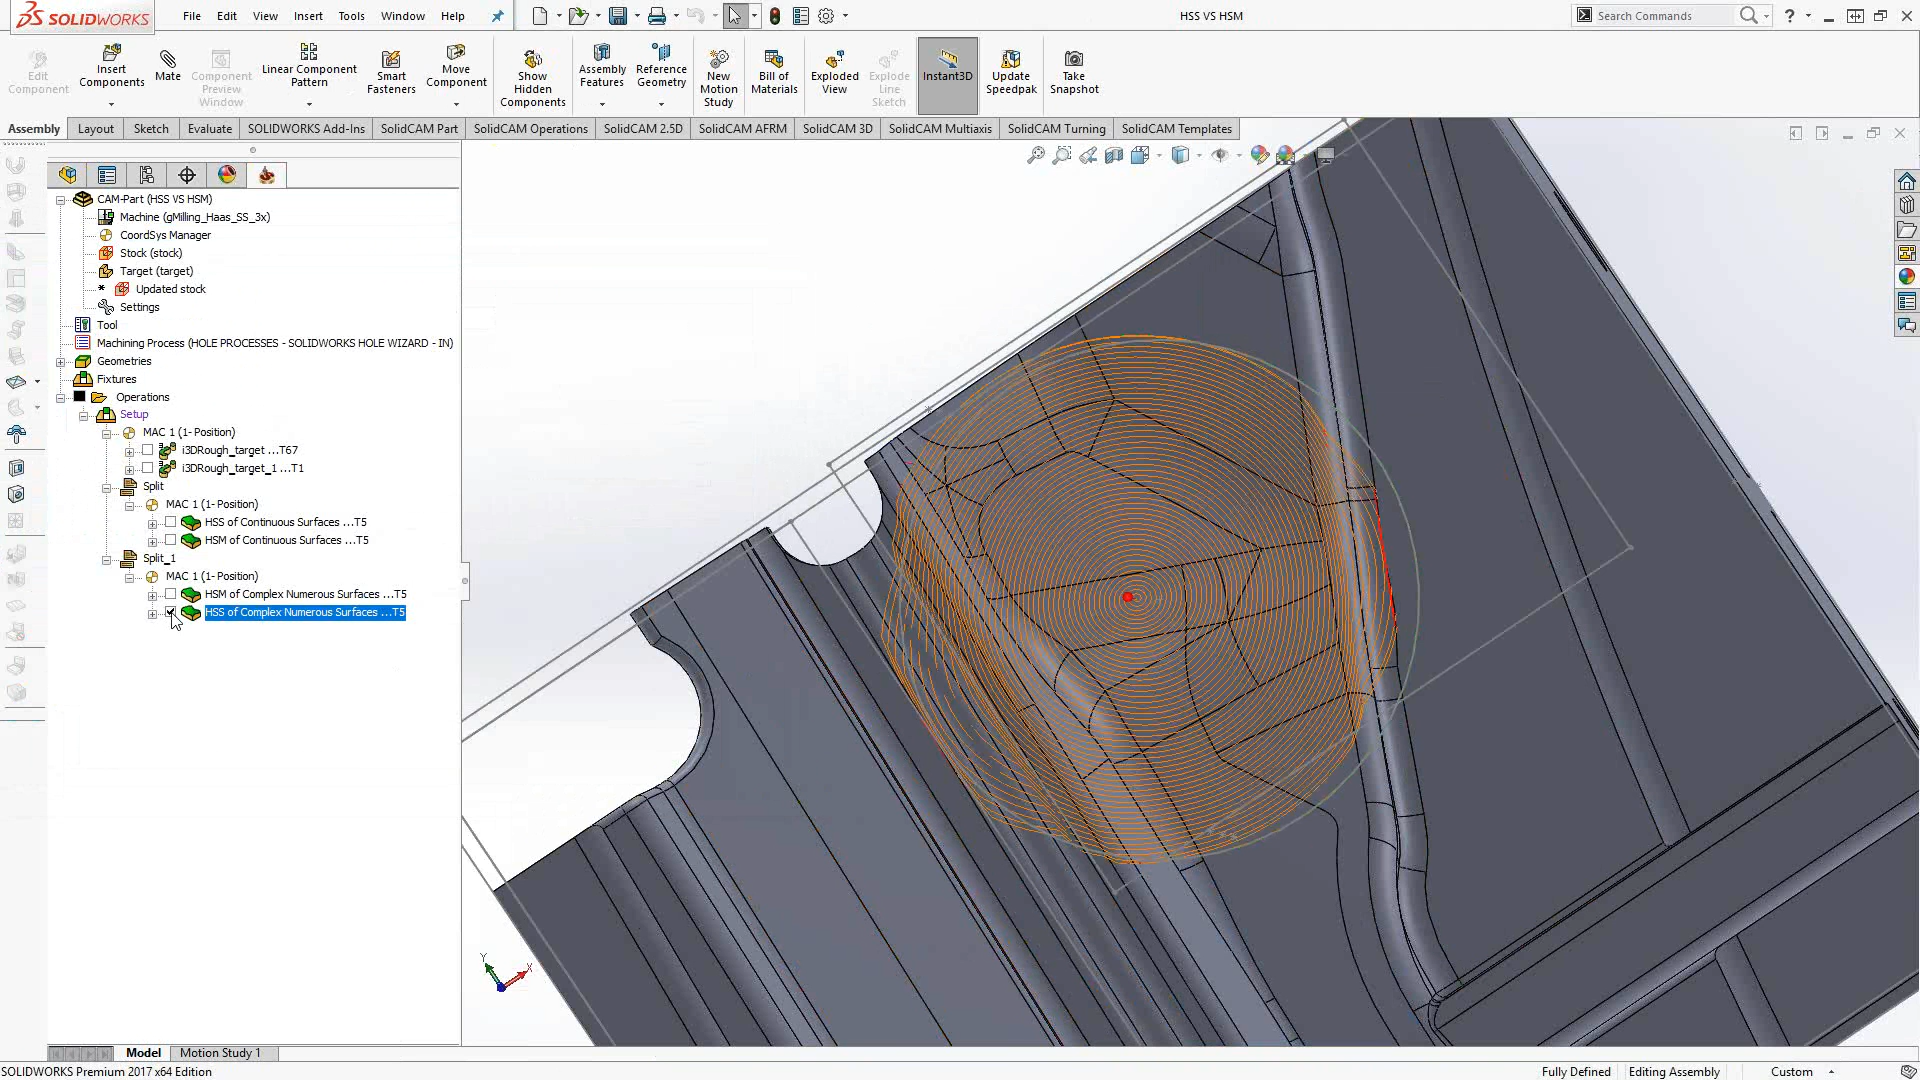 SOLIDWORKS
File Edit View Insert Tools Window Help
HSS VS HSM
Search Commands
Edit Component
Insert Components
Mate
Component Preview Window
Linear Component Pattern
Smart Fasteners
Move Component
Show Hidden Components
Assembly Features
Reference Geometry
New Motion Study
Bill of Materials
Exploded View
Explode Line Sketch
Instant3D
Update Speedpak
Take Snapshot
Assembly Layout Sketch Evaluate SOLIDWORKS Add-Ins SolidCAM Part SolidCAM Operations SolidCAM 2.5D SolidCAM AFRM SolidCAM 3D SolidCAM Multiaxis SolidCAM Turning SolidCAM Templates
CAM-Part (HSS VS HSM)
Machine (gMilling_Haas_SS_3x)
CoordSys Manager
Stock (stock)
Target (target)
* Updated stock
Settings
Tool
Machining Process (HOLE PROCESSES - SOLIDWORKS HOLE WIZARD - IN)
Geometries
Fixtures
Operations
Setup
MAC 1 (1- Position)
i3DRough_target ...T67
i3DRough_target_1 ...T1
Split
MAC 1 (1- Position)
HSS of Continuous Surfaces ...T5
HSM of Continuous Surfaces ...T5
Split_1
MAC 1 (1- Position)
HSM of Complex Numerous Surfaces ...T5
HSS of Complex Numerous Surfaces ...T5
Y
X
Model Motion Study 1
SOLIDWORKS Premium 2017 x64 Edition
Fully Defined Editing Assembly Custom